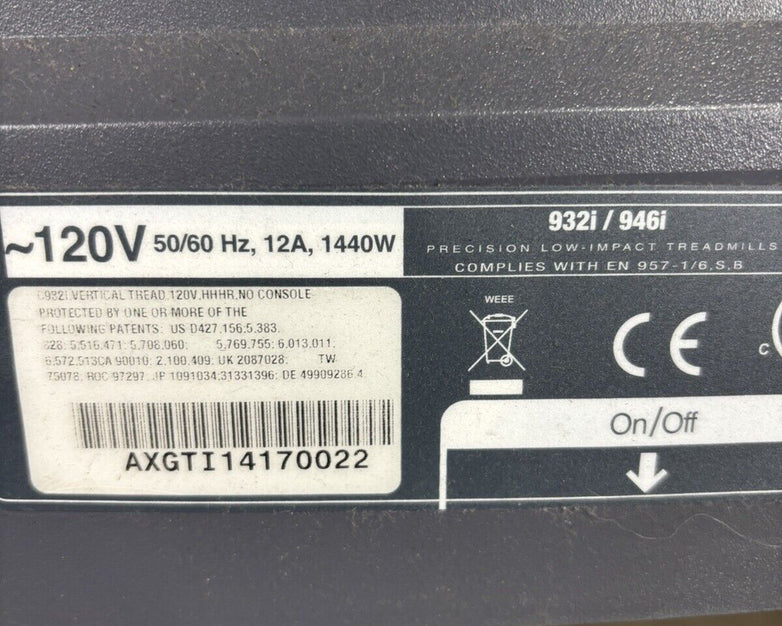 ~120V 50/60 Hz, 12A, 1440W
932i / 946i
PRECISION LOW-IMPACT TREADMILLS
COMPLIES WITH EN 957-1/6,S,B
C932I,VERTICAL TREAD,120V,HHHR,NO CONSOLE
PROTECTED BY ONE OR MORE OF THE
FOLLOWING PATENTS: US D427,156,5,383,
828; 5,516,471; 5,708,060; 5,769,755; 6,013,011;
6,572,513CA 90010; 2,100,409; UK 2087028; TW
75078; ROC 97297; JP 1091034,31331396; DE 49909286.4
AXGTI14170022
WEEE
CE
C
On/Off